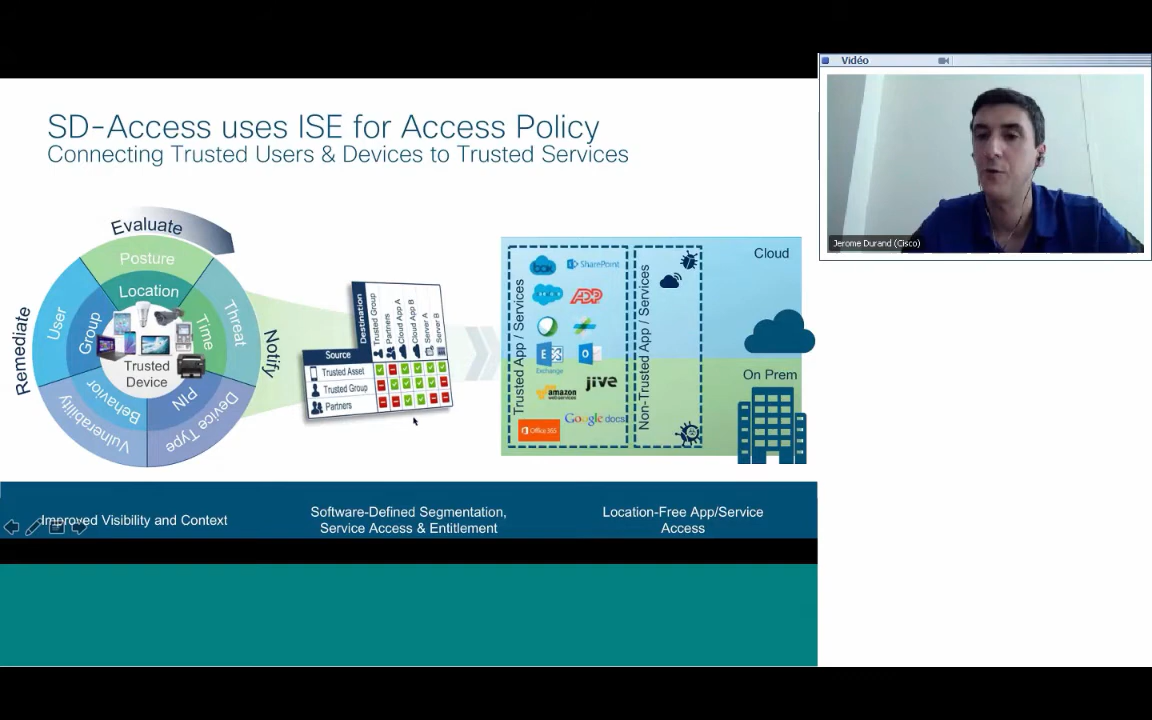 Vidéo
Jerome Durand (Cisco)
SD-Access uses ISE for Access Policy
Connecting Trusted Users & Devices to Trusted Services
Evaluate
Remediate
Notify
Posture
Location
User
Group
Threat
Time
Trusted
Device
Behavior
PIN
Vulnerability
Device Type
Destination
Trusted Group
Partners
Cloud App A
Cloud App B
Server A
Server B
Source
Trusted Asset
Trusted Group
Partners
Trusted App / Services
box
SharePoint
ADP
Exchange
amazon
jive
Google docs
Office 365
Non-Trusted App / Services
Cloud
On Prem
Improved Visibility and Context
Software-Defined Segmentation,
Service Access & Entitlement
Location-Free App/Service
Access